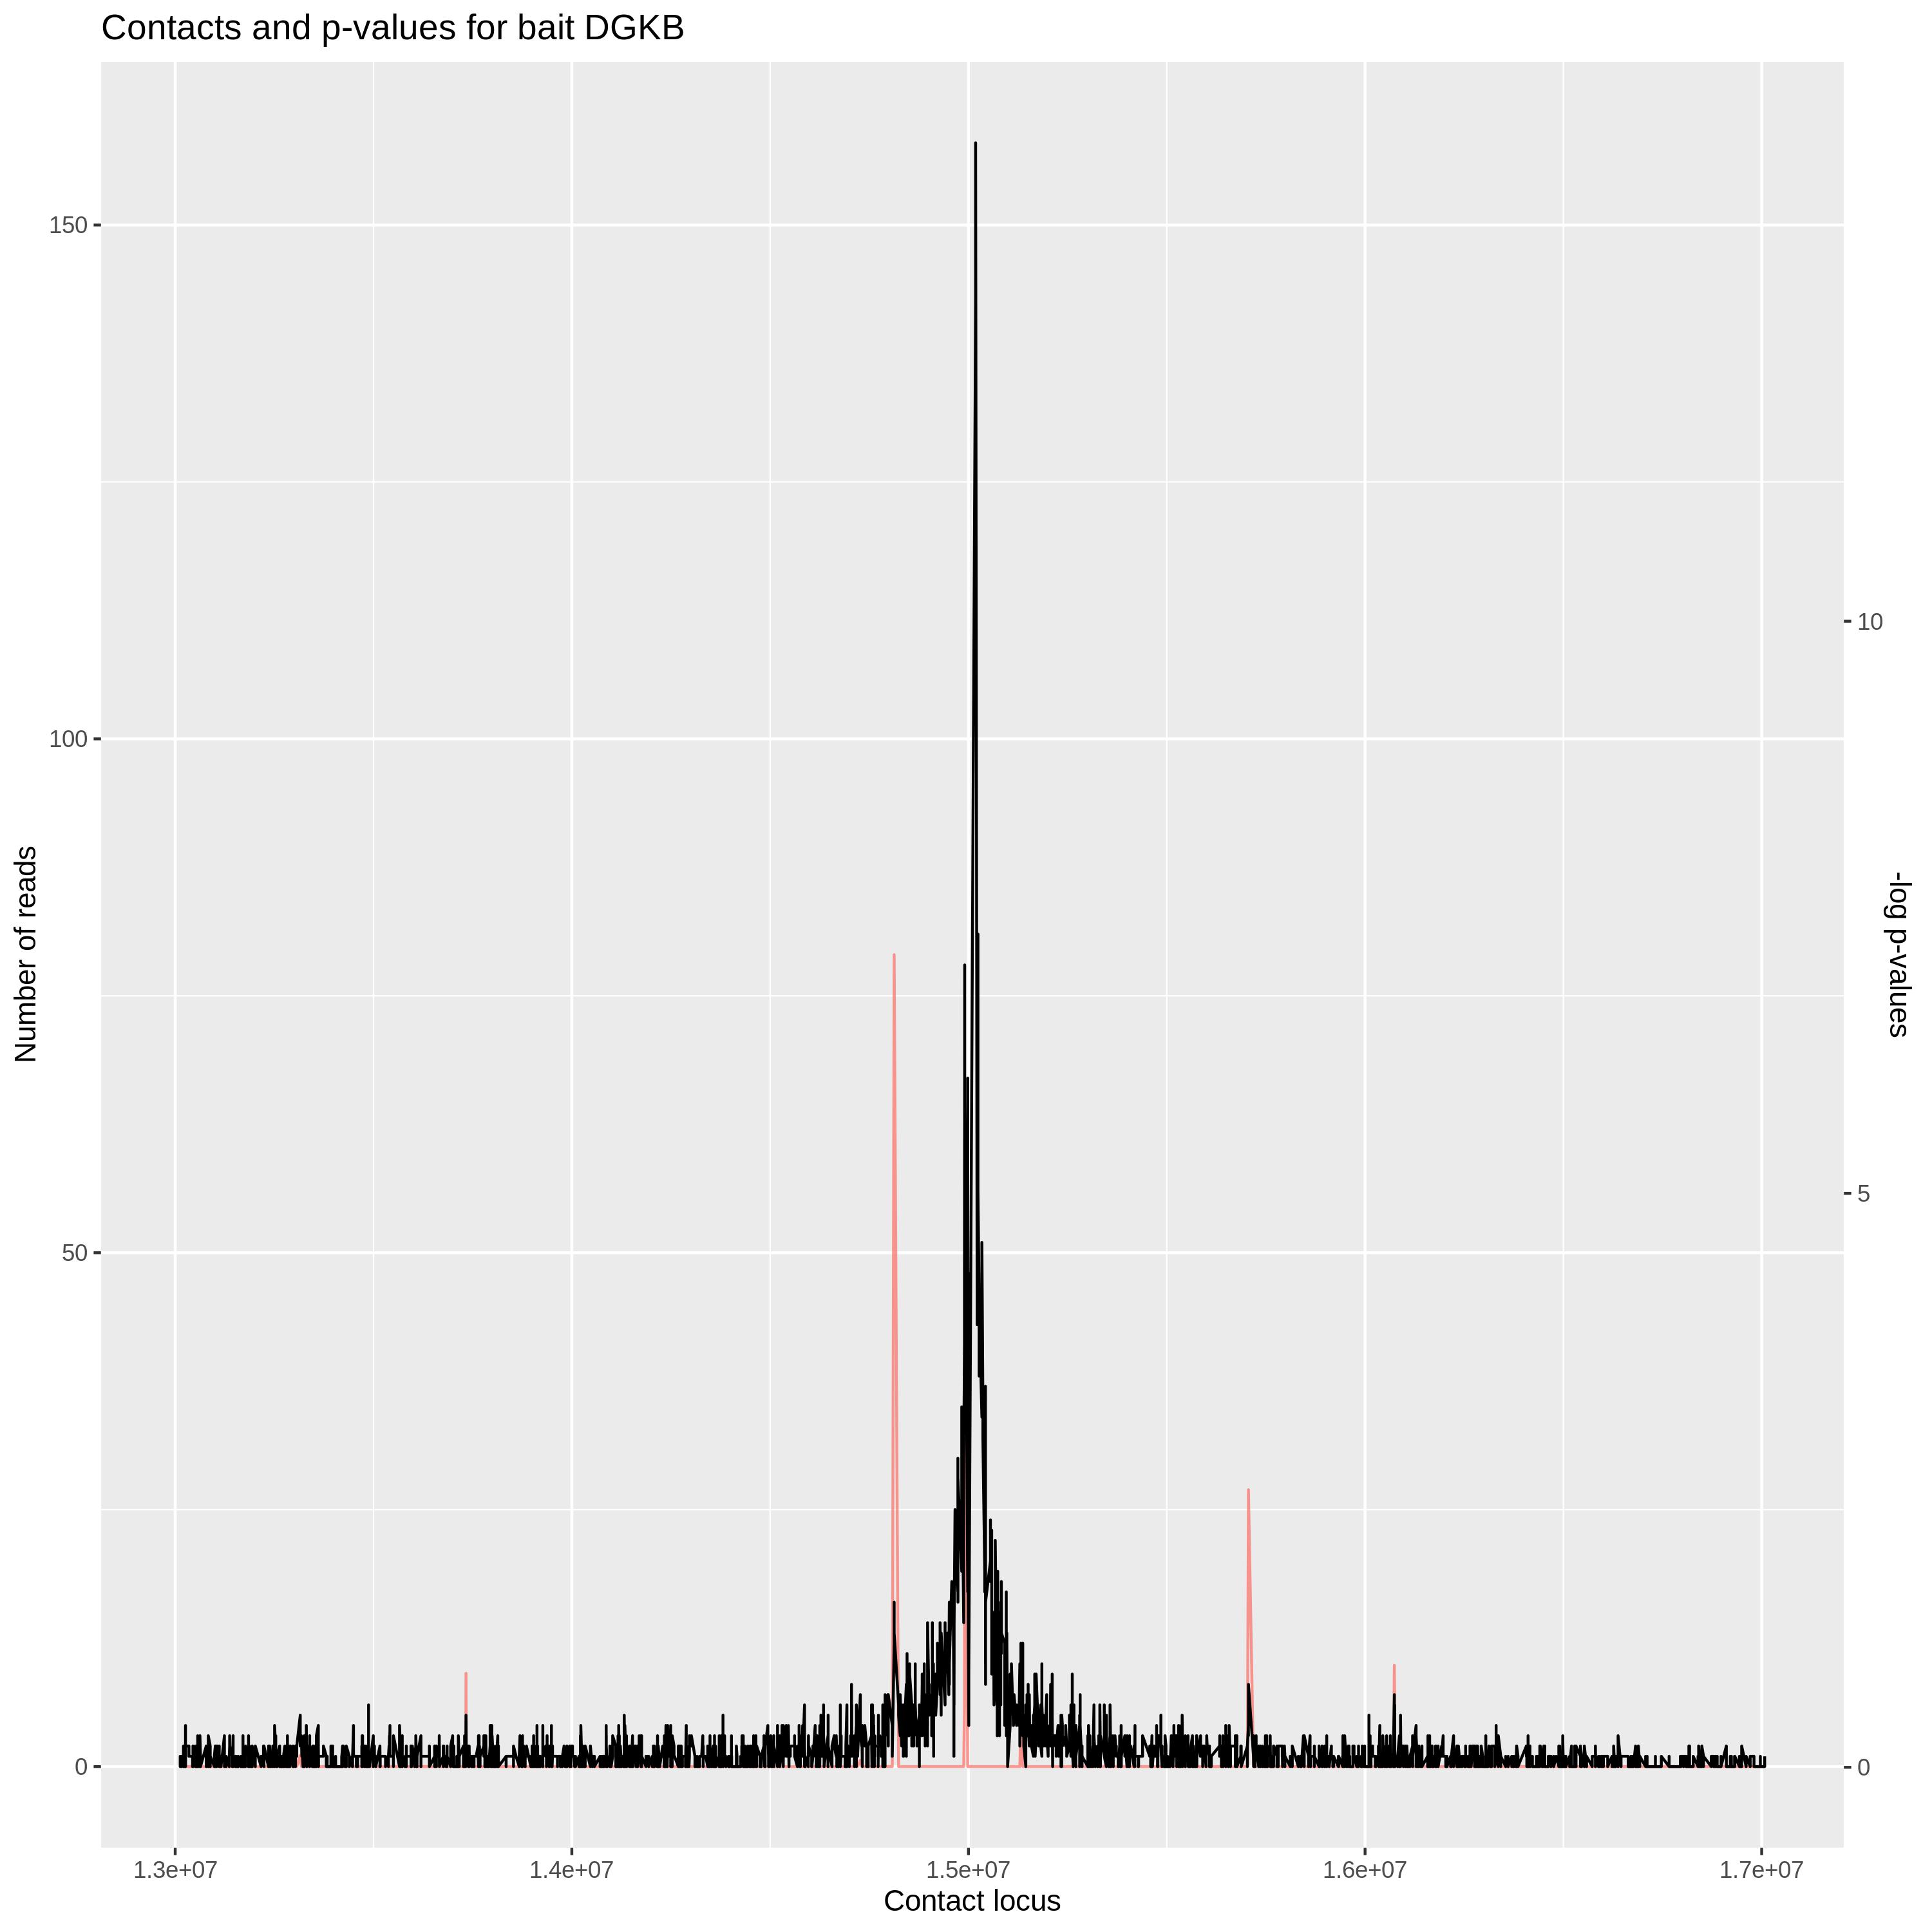 Contacts and p-values for bait DGKB
150
100
50
0
Number of reads
10
5
0
-log p-values
1.3e+07
1.4e+07
1.5e+07
1.6e+07
1.7e+07
Contact locus